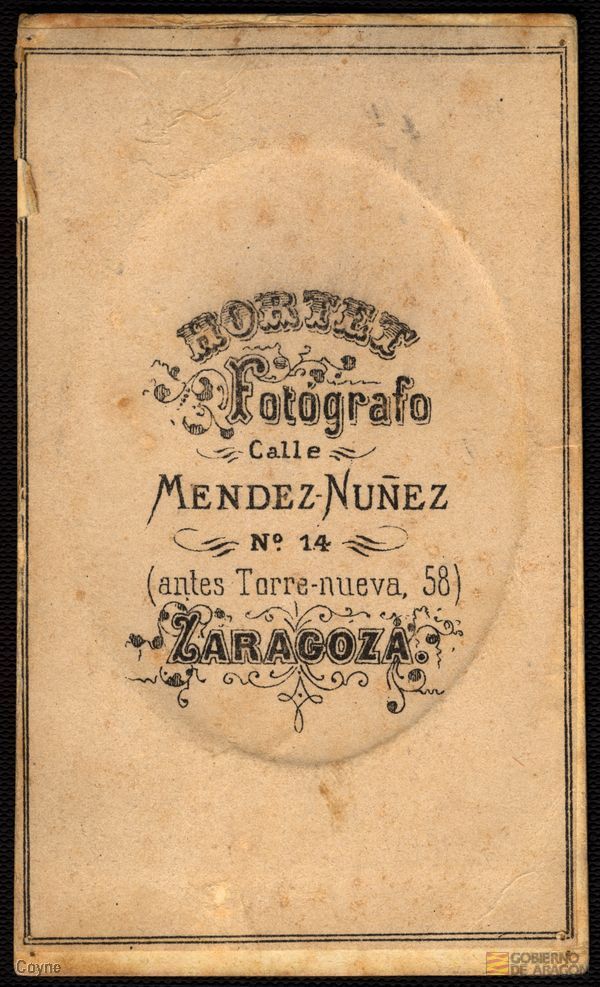 HORTET
Fotógrafo
Calle
MENDEZ-NUÑEZ
Nº 14
(antes Torre-nueva, 58)
ZARAGOZA.
Coyne
GOBIERNO
DE ARAGON